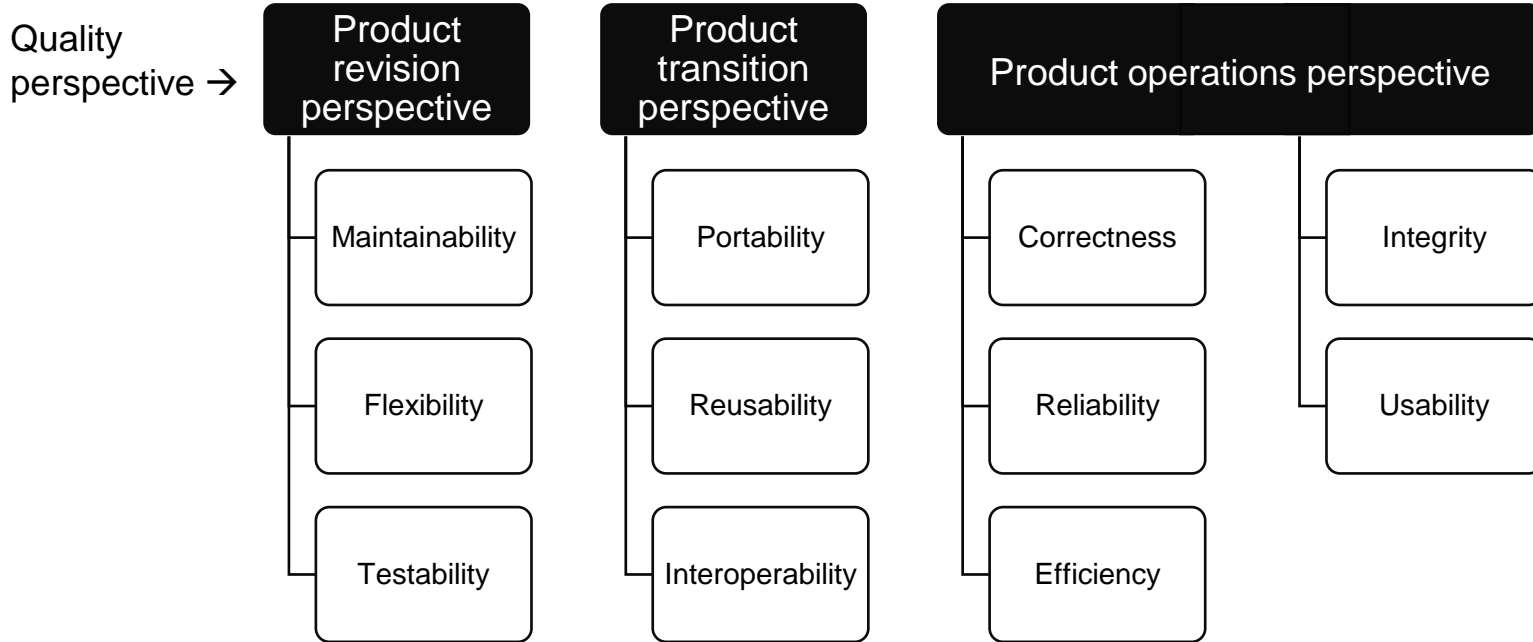 Quality
perspective →
Product
revision
perspective
Maintainability
Flexibility
Testability
Product
transition
perspective
Portability
Reusability
Interoperability
Product operations perspective
Correctness
Reliability
Efficiency
Integrity
Usability